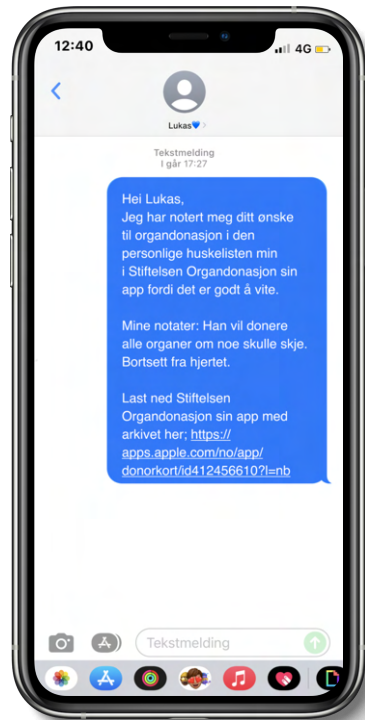 12:40
4G
Lukas💙 >
Tekstmelding
I går 17:27
Hei Lukas,
Jeg har notert meg ditt ønske
til organdonasjon i den
personlige huskelisten min
i Stiftelsen Organdonasjon sin
app fordi det er godt å vite.
Mine notater: Han vil donere
alle organer om noe skulle skje.
Bortsett fra hjertet.
Last ned Stiftelsen
Organdonasjon sin app med
arkivet her; https://
apps.apple.com/no/app/
donorkort/id412456610?l=nb
Tekstmelding